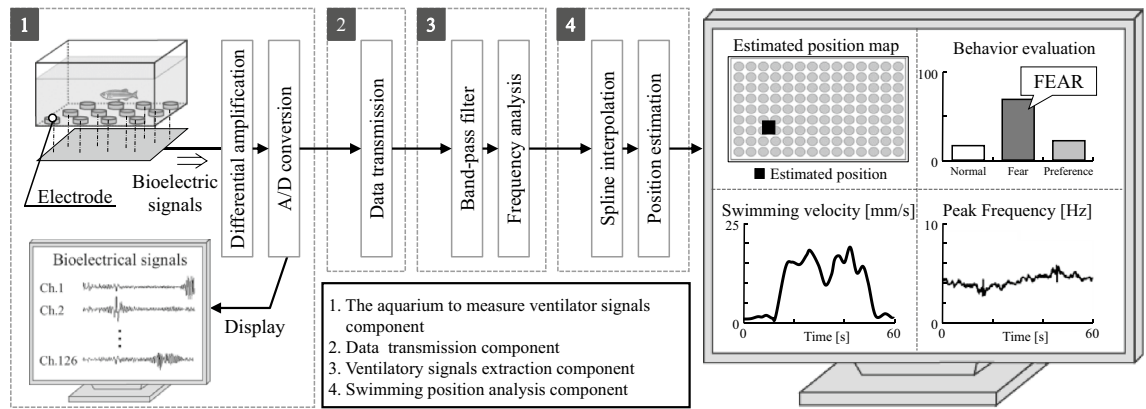 1
Electrode
Bioelectric
signals
Differential amplification
A/D conversion
Bioelectrical signals
Ch.1
Ch.2
Ch.126
Display
2
Data transmission
3
Band-pass filter
Frequency analysis
4
Spline interpolation
Position estimation
1. The aquarium to measure ventilator signals
component
2. Data transmission component
3. Ventilatory signals extraction component
4. Swimming position analysis component
Estimated position map
Estimated position
Behavior evaluation
100
FEAR
0
Normal Fear Preference
Swimming velocity [mm/s]
25
0
Time [s] 60
Peak Frequency [Hz]
10
0
Time [s] 60